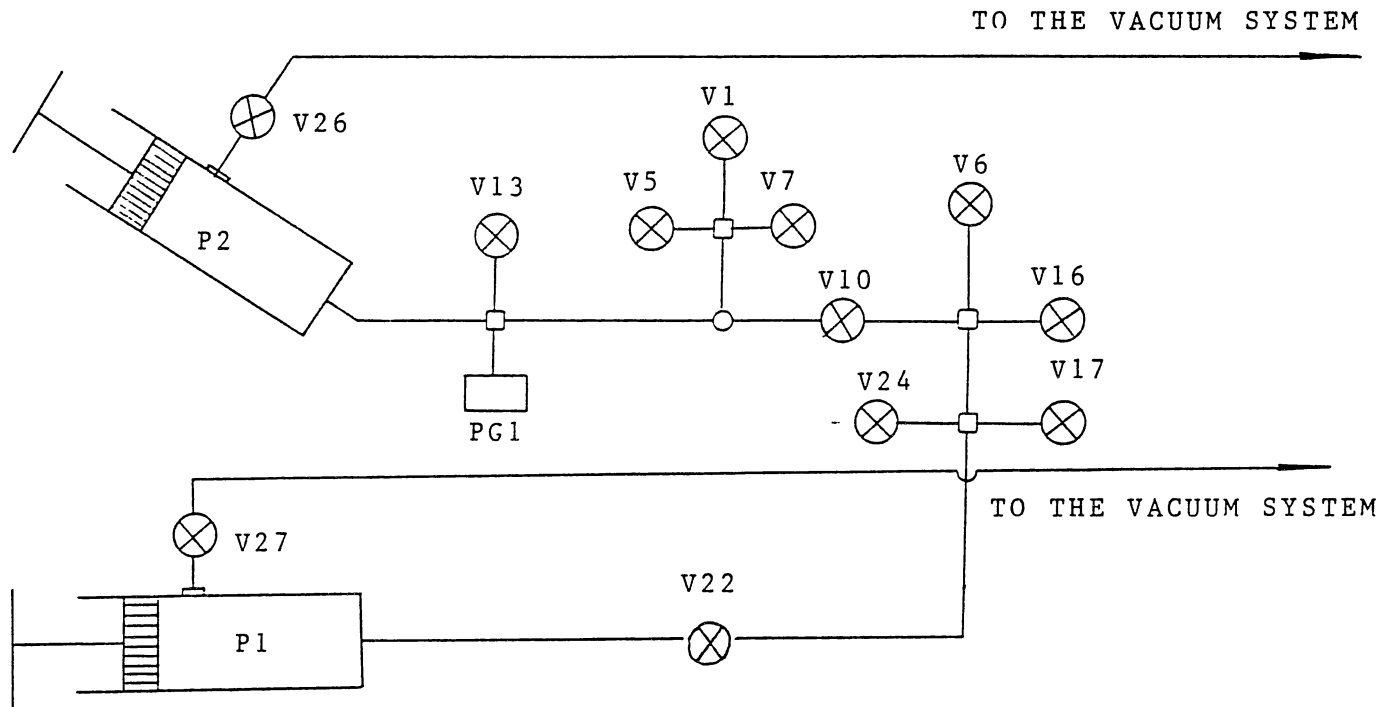 TO THE VACUUM SYSTEM
V1
V26
V6
V13
V5
V7
P2
V10
V16
V24
V17
PG1
TO THE VACUUM SYSTEM
V27
V22
P1